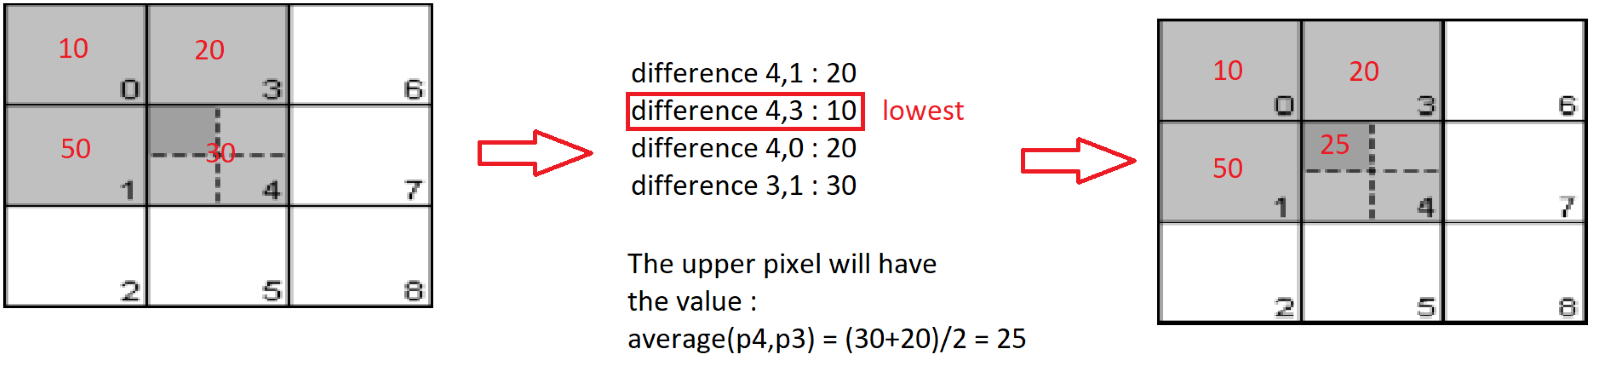 10 20
0 3 6
50 30
1 4 7
2 5 8
difference 4,1 : 20
difference 4,3 : 10 lowest
difference 4,0 : 20
difference 3,1 : 30
The upper pixel will have
the value :
average(p4,p3) = (30+20)/2 = 25
10 20
0 3 6
50 25
1 4 7
2 5 8